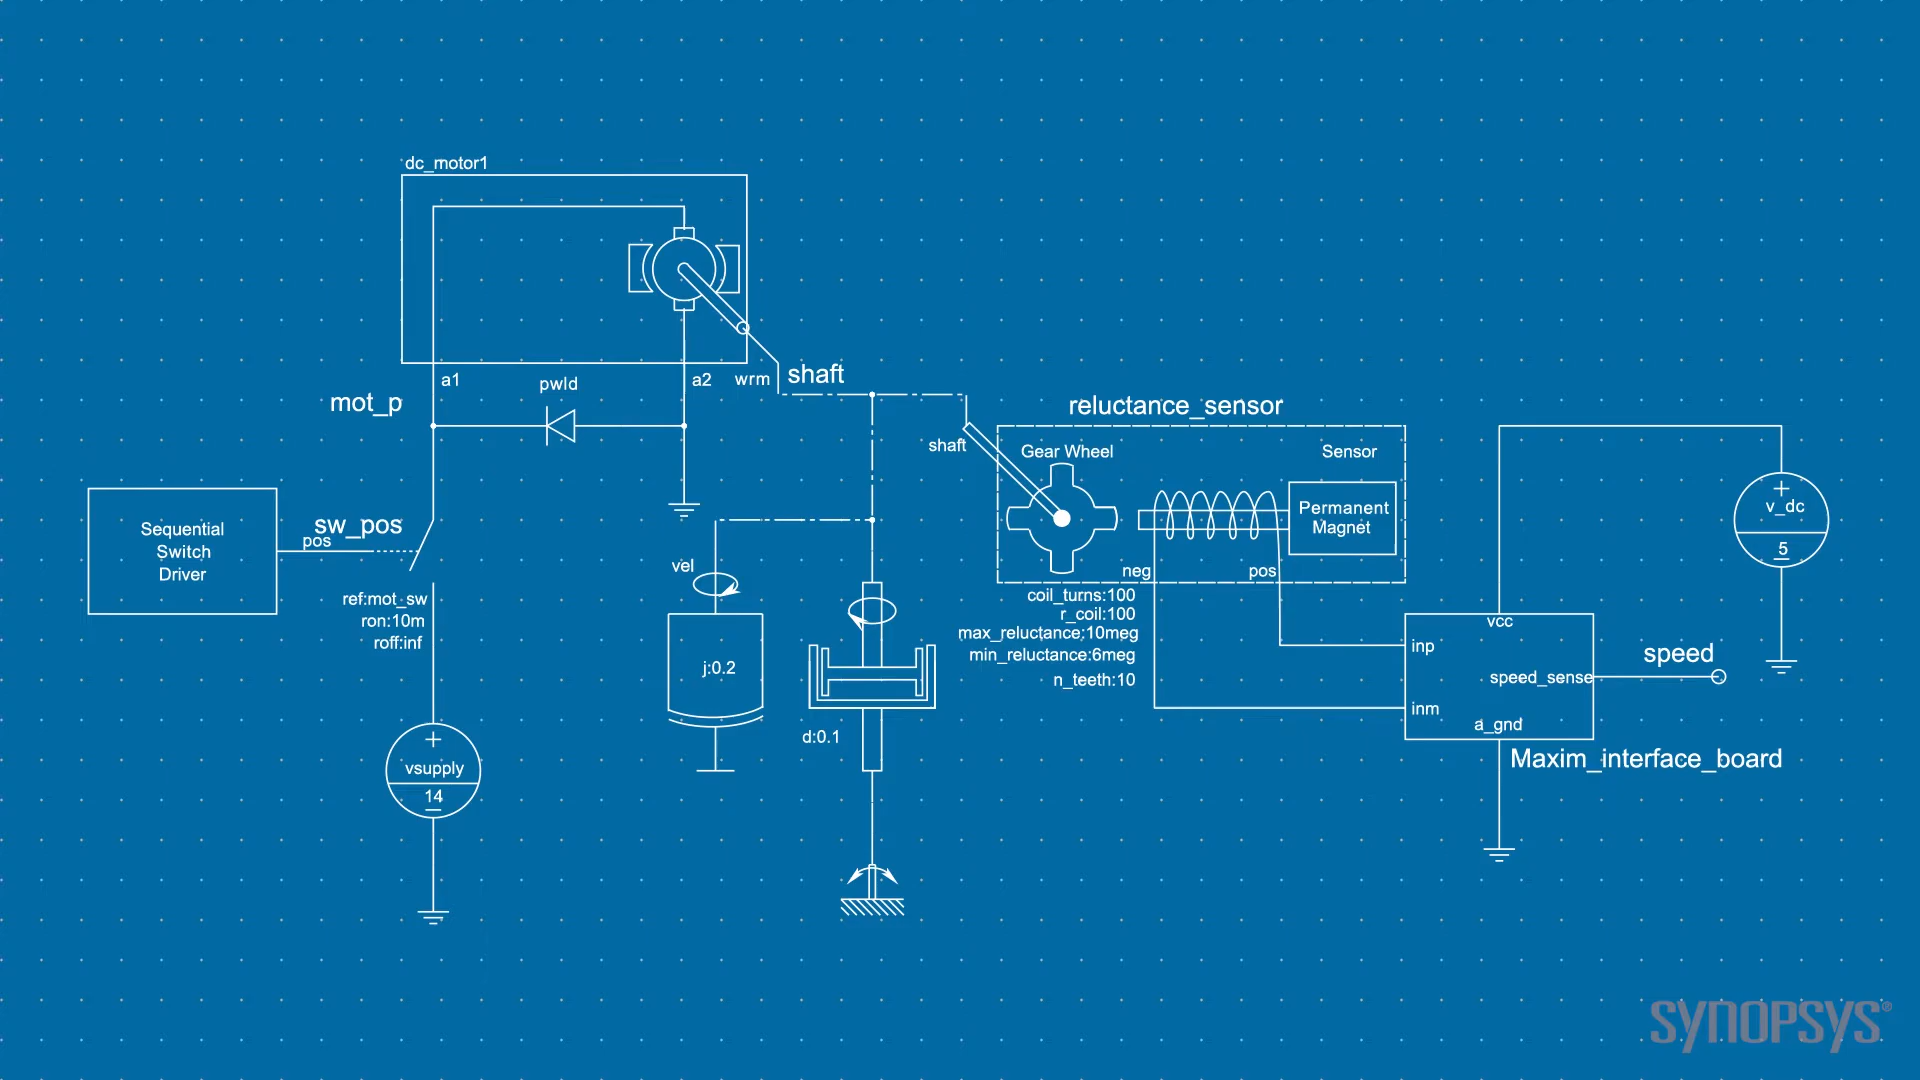 dc_motor1
a1
pwld
a2
wrm
shaft
mot_p
reluctance_sensor
shaft
Gear Wheel
Sensor
Permanent
Magnet
neg
pos
coil_turns:100
r_coil:100
max_reluctance:10meg
min_reluctance:6meg
n_teeth:10
Sequential
Switch
Driver
sw_pos
pos
ref:mot_sw
ron:10m
roff:inf
+
vsupply
14
vel
j:0.2
d:0.1
vcc
inp
speed_sense
inm
a_gnd
Maxim_interface_board
speed
+
v_dc
5
SYNOPSYS®